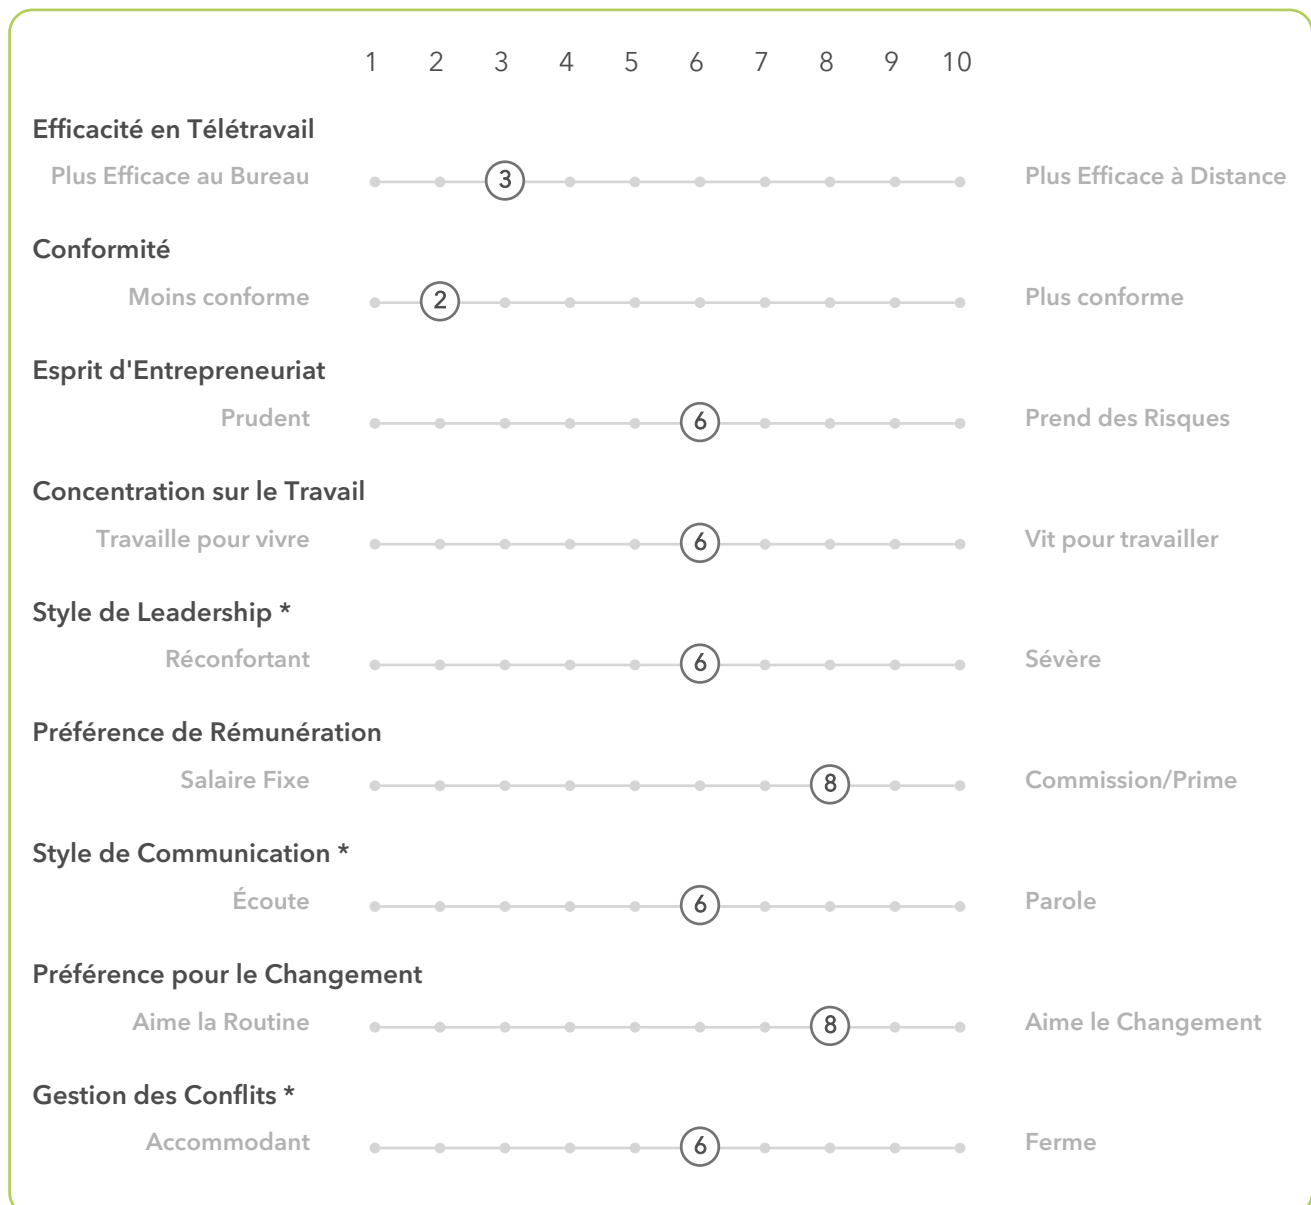 1 2 3 4 5 6 7 8 9 10
Efficacité en Télétravail
Plus Efficace au Bureau 3 Plus Efficace à Distance
Conformité
Moins conforme 2 Plus conforme
Esprit d'Entrepreneuriat
Prudent 6 Prend des Risques
Concentration sur le Travail
Travaille pour vivre 6 Vit pour travailler
Style de Leadership *
Réconfortant 6 Sévère
Préférence de Rémunération
Salaire Fixe 8 Commission/Prime
Style de Communication *
Écoute 6 Parole
Préférence pour le Changement
Aime la Routine 8 Aime le Changement
Gestion des Conflits *
Accommodant 6 Ferme